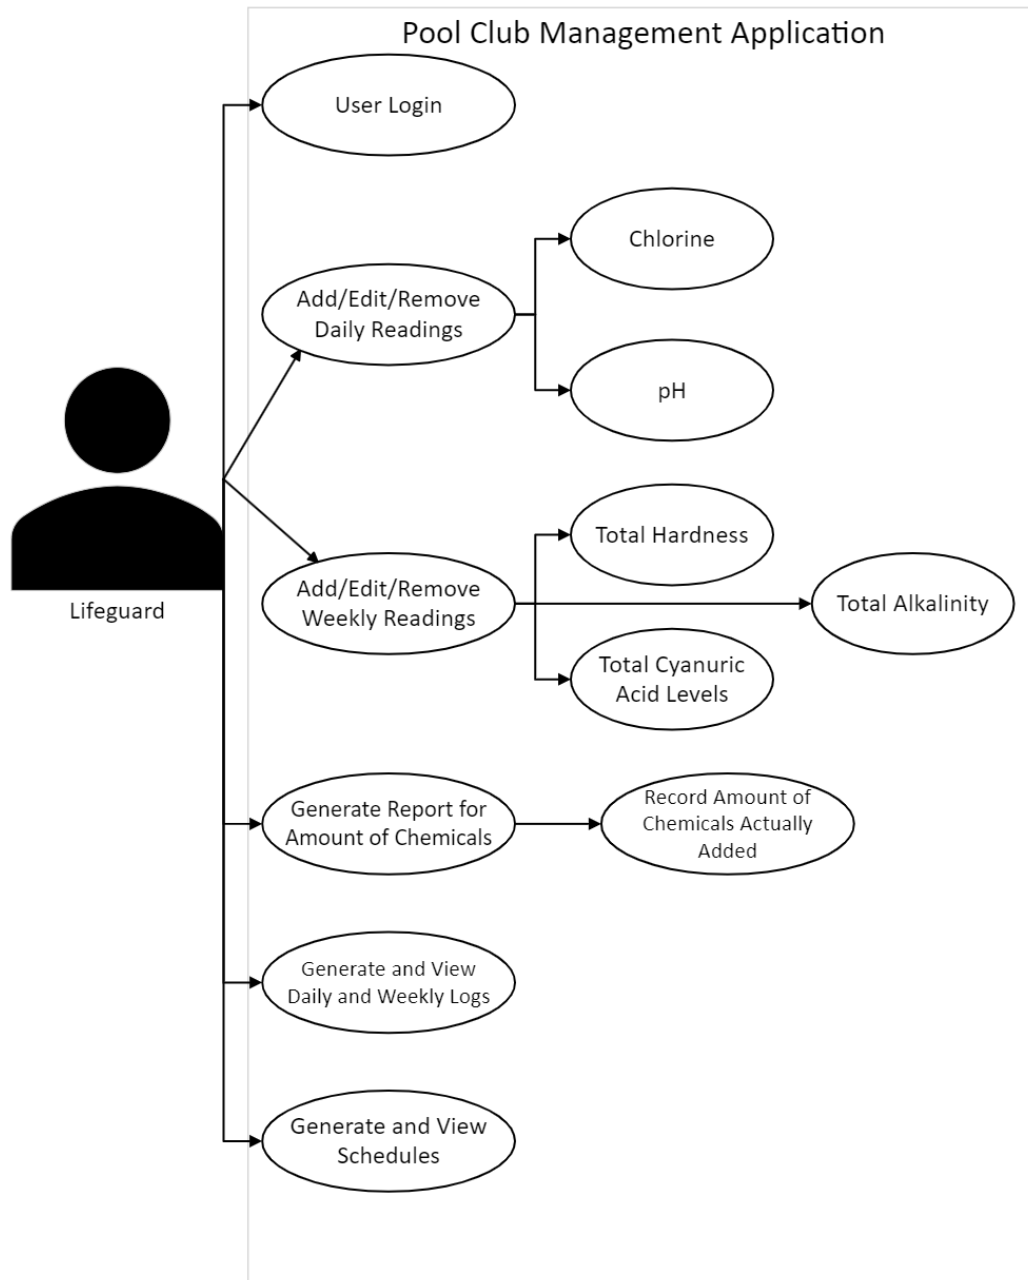 Pool Club Management Application
User Login
Chlorine
Add/Edit/Remove
Daily Readings
pH
Total Hardness
Add/Edit/Remove
Weekly Readings
Total Alkalinity
Lifeguard
Total Cyanuric
Acid Levels
Generate Report for
Amount of Chemicals
Record Amount of
Chemicals Actually
Added
Generate and View
Daily and Weekly Logs
Generate and View
Schedules